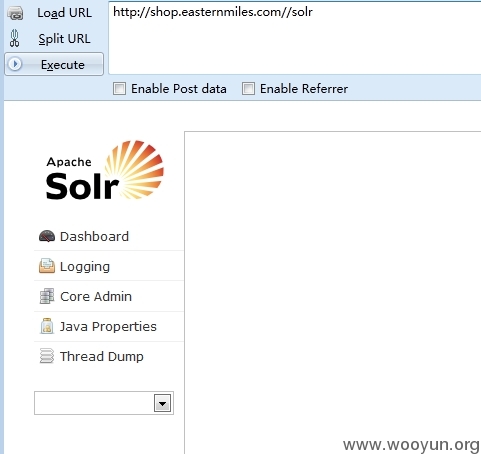 Load URL
http://shop.easternmiles.com//solr
Split URL
Execute
Enable Post data
Enable Referrer
Apache
Solr
Dashboard
Logging
Core Admin
Java Properties
Thread Dump
www.wooyun.org